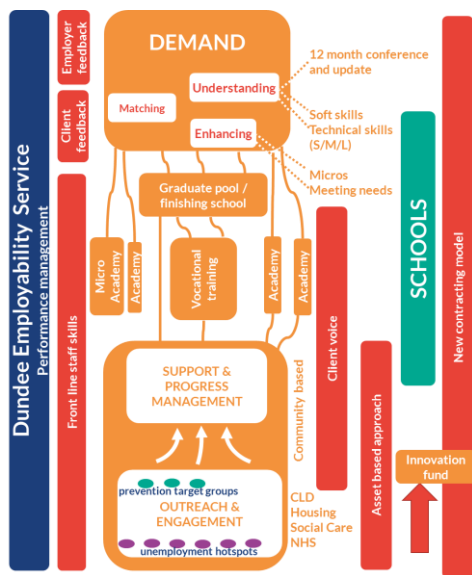 Dundee Employability Service
Performance management
Employer
feedback
Client
feedback
Front line staff skills
DEMAND
Understanding
Matching
Enhancing
12 month conference
and update
Soft skills
Technical skills
(S/M/L)
Micros
Meeting needs
Graduate pool /
finishing school
Micro
Academy
Academy
Vocational
training
Academy
Academy
SUPPORT &
PROGRESS
MANAGEMENT
Community based
prevention target groups
OUTREACH &
ENGAGEMENT
unemployment hotspots
CLD
Housing
Social Care
NHS
Client voice
Asset based approach
SCHOOLS
Innovation
fund
New contracting model